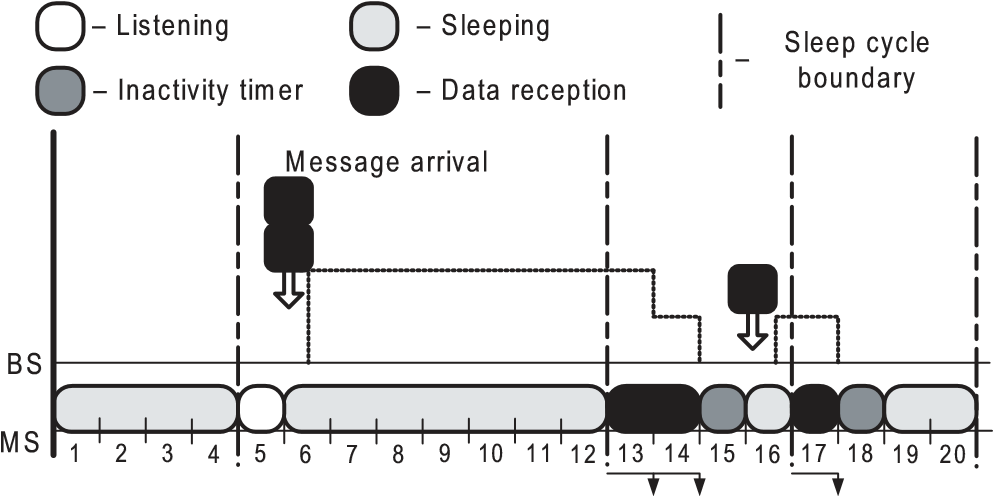 – Listening
– Sleeping
– Inactivity timer
– Data reception
– Sleep cycle
boundary
Message arrival
BS
MS
1 2 3 4 5 6 7 8 9 10 11 12 13 14 15 16 17 18 19 20